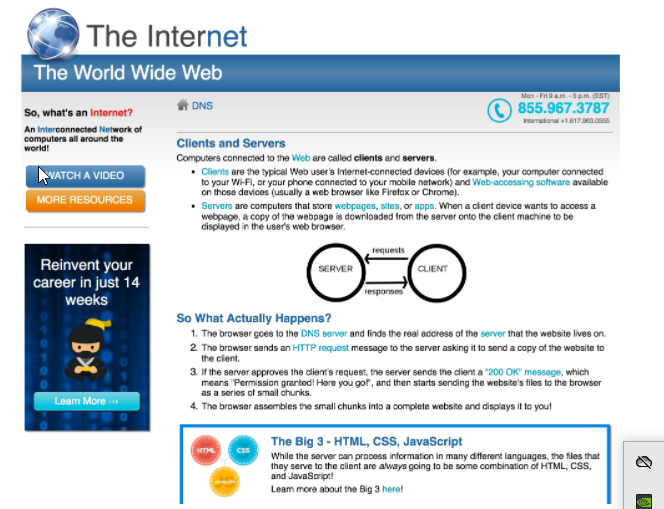 The Internet
The World Wide Web
So, what's an Internet?
An Interconnected Network of
computers all around the
world!
WATCH A VIDEO
MORE RESOURCES
Reinvent your
career in just 14
weeks
Learn More
DNS
Mon - Fri 9 a.m. - 5 p.m. (EST)
855.967.3787
International +1.617.963.0555
Clients and Servers
Computers connected to the Web are called clients and servers.
• Clients are the typical Web user's Internet-connected devices (for example, your computer connected
to your Wi-Fi, or your phone connected to your mobile network) and Web-accessing software available
on those devices (usually a web browser like Firefox or Chrome).
• Servers are computers that store webpages, sites, or apps. When a client device wants to access a
webpage, a copy of the webpage is downloaded from the server onto the client machine to be
displayed in the user's web browser.
requests
SERVER
CLIENT
responses
So What Actually Happens?
1. The browser goes to the DNS server and finds the real address of the server that the website lives on.
2. The browser sends an HTTP request message to the server asking it to send a copy of the website to
the client.
3. If the server approves the client's request, the server sends the client a "200 OK" message, which
means "Permission granted! Here you go!", and then starts sending the website's files to the browser
as a series of small chunks.
4. The browser assembles the small chunks into a complete website and displays it to you!
HTML
CSS
The Big 3 - HTML, CSS, JavaScript
While the server can process information in many different languages, the files that
they serve to the client are always going to be some combination of HTML, CSS,
and JavaScript!
Learn more about the Big 3 here!